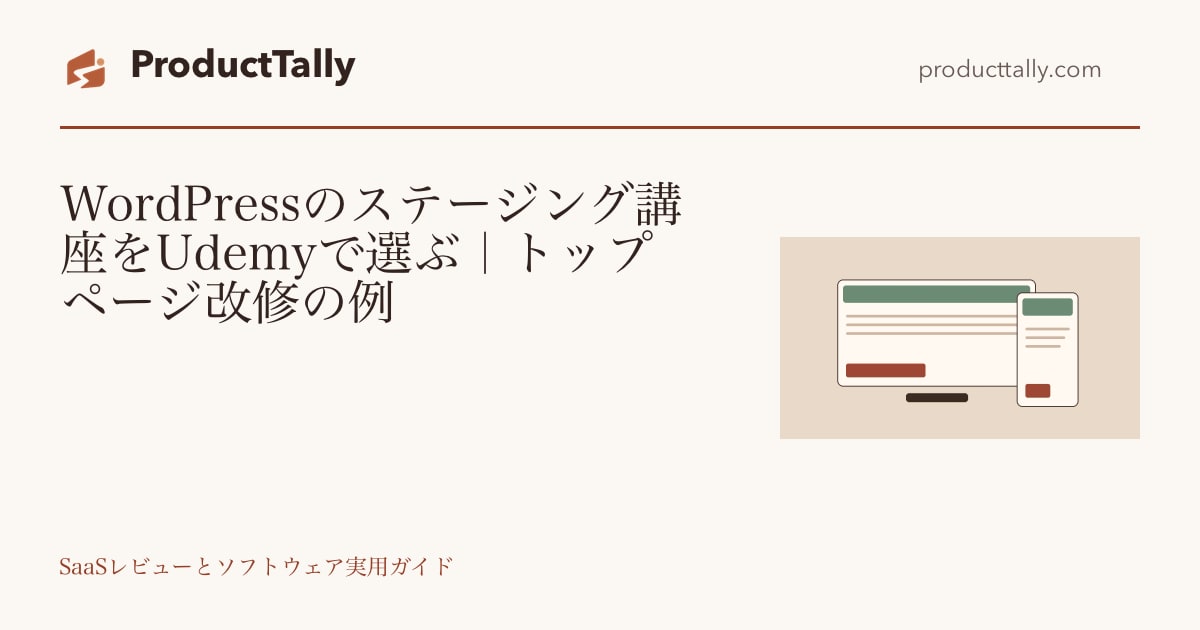 ProductTally
producttally.com
WordPressのステージング講
座をUdemyで選ぶ｜トップ
ページ改修の例
SaaSレビューとソフトウェア実用ガイド